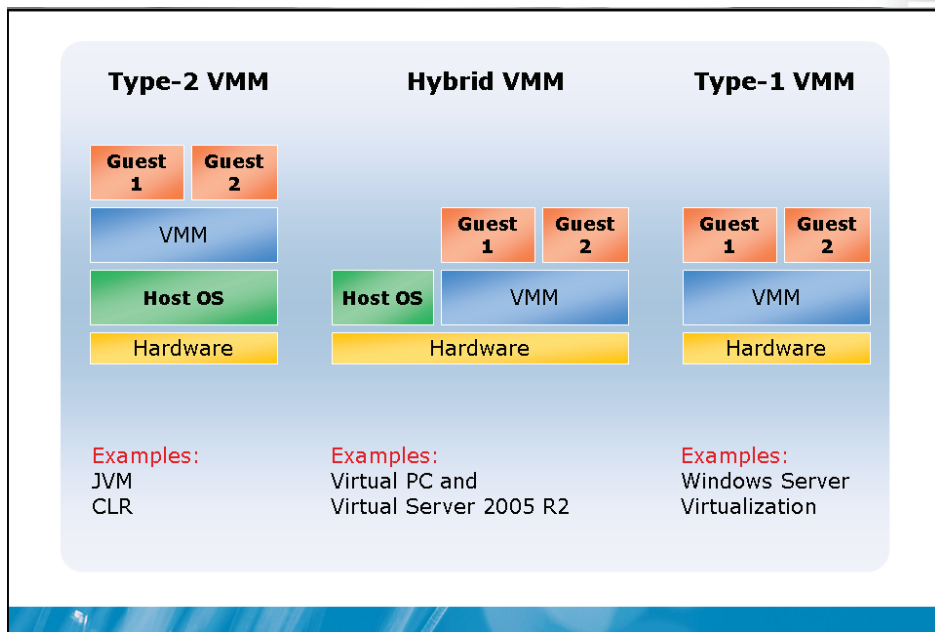 Type-2 VMM
Guest
1
Guest
2
VMM
Host OS
Hardware
Examples:
JVM
CLR
Hybrid VMM
Guest
1
Guest
2
Host OS
VMM
Hardware
Examples:
Virtual PC and
Virtual Server 2005 R2
Type-1 VMM
Guest
1
Guest
2
VMM
Hardware
Examples:
Windows Server
Virtualization